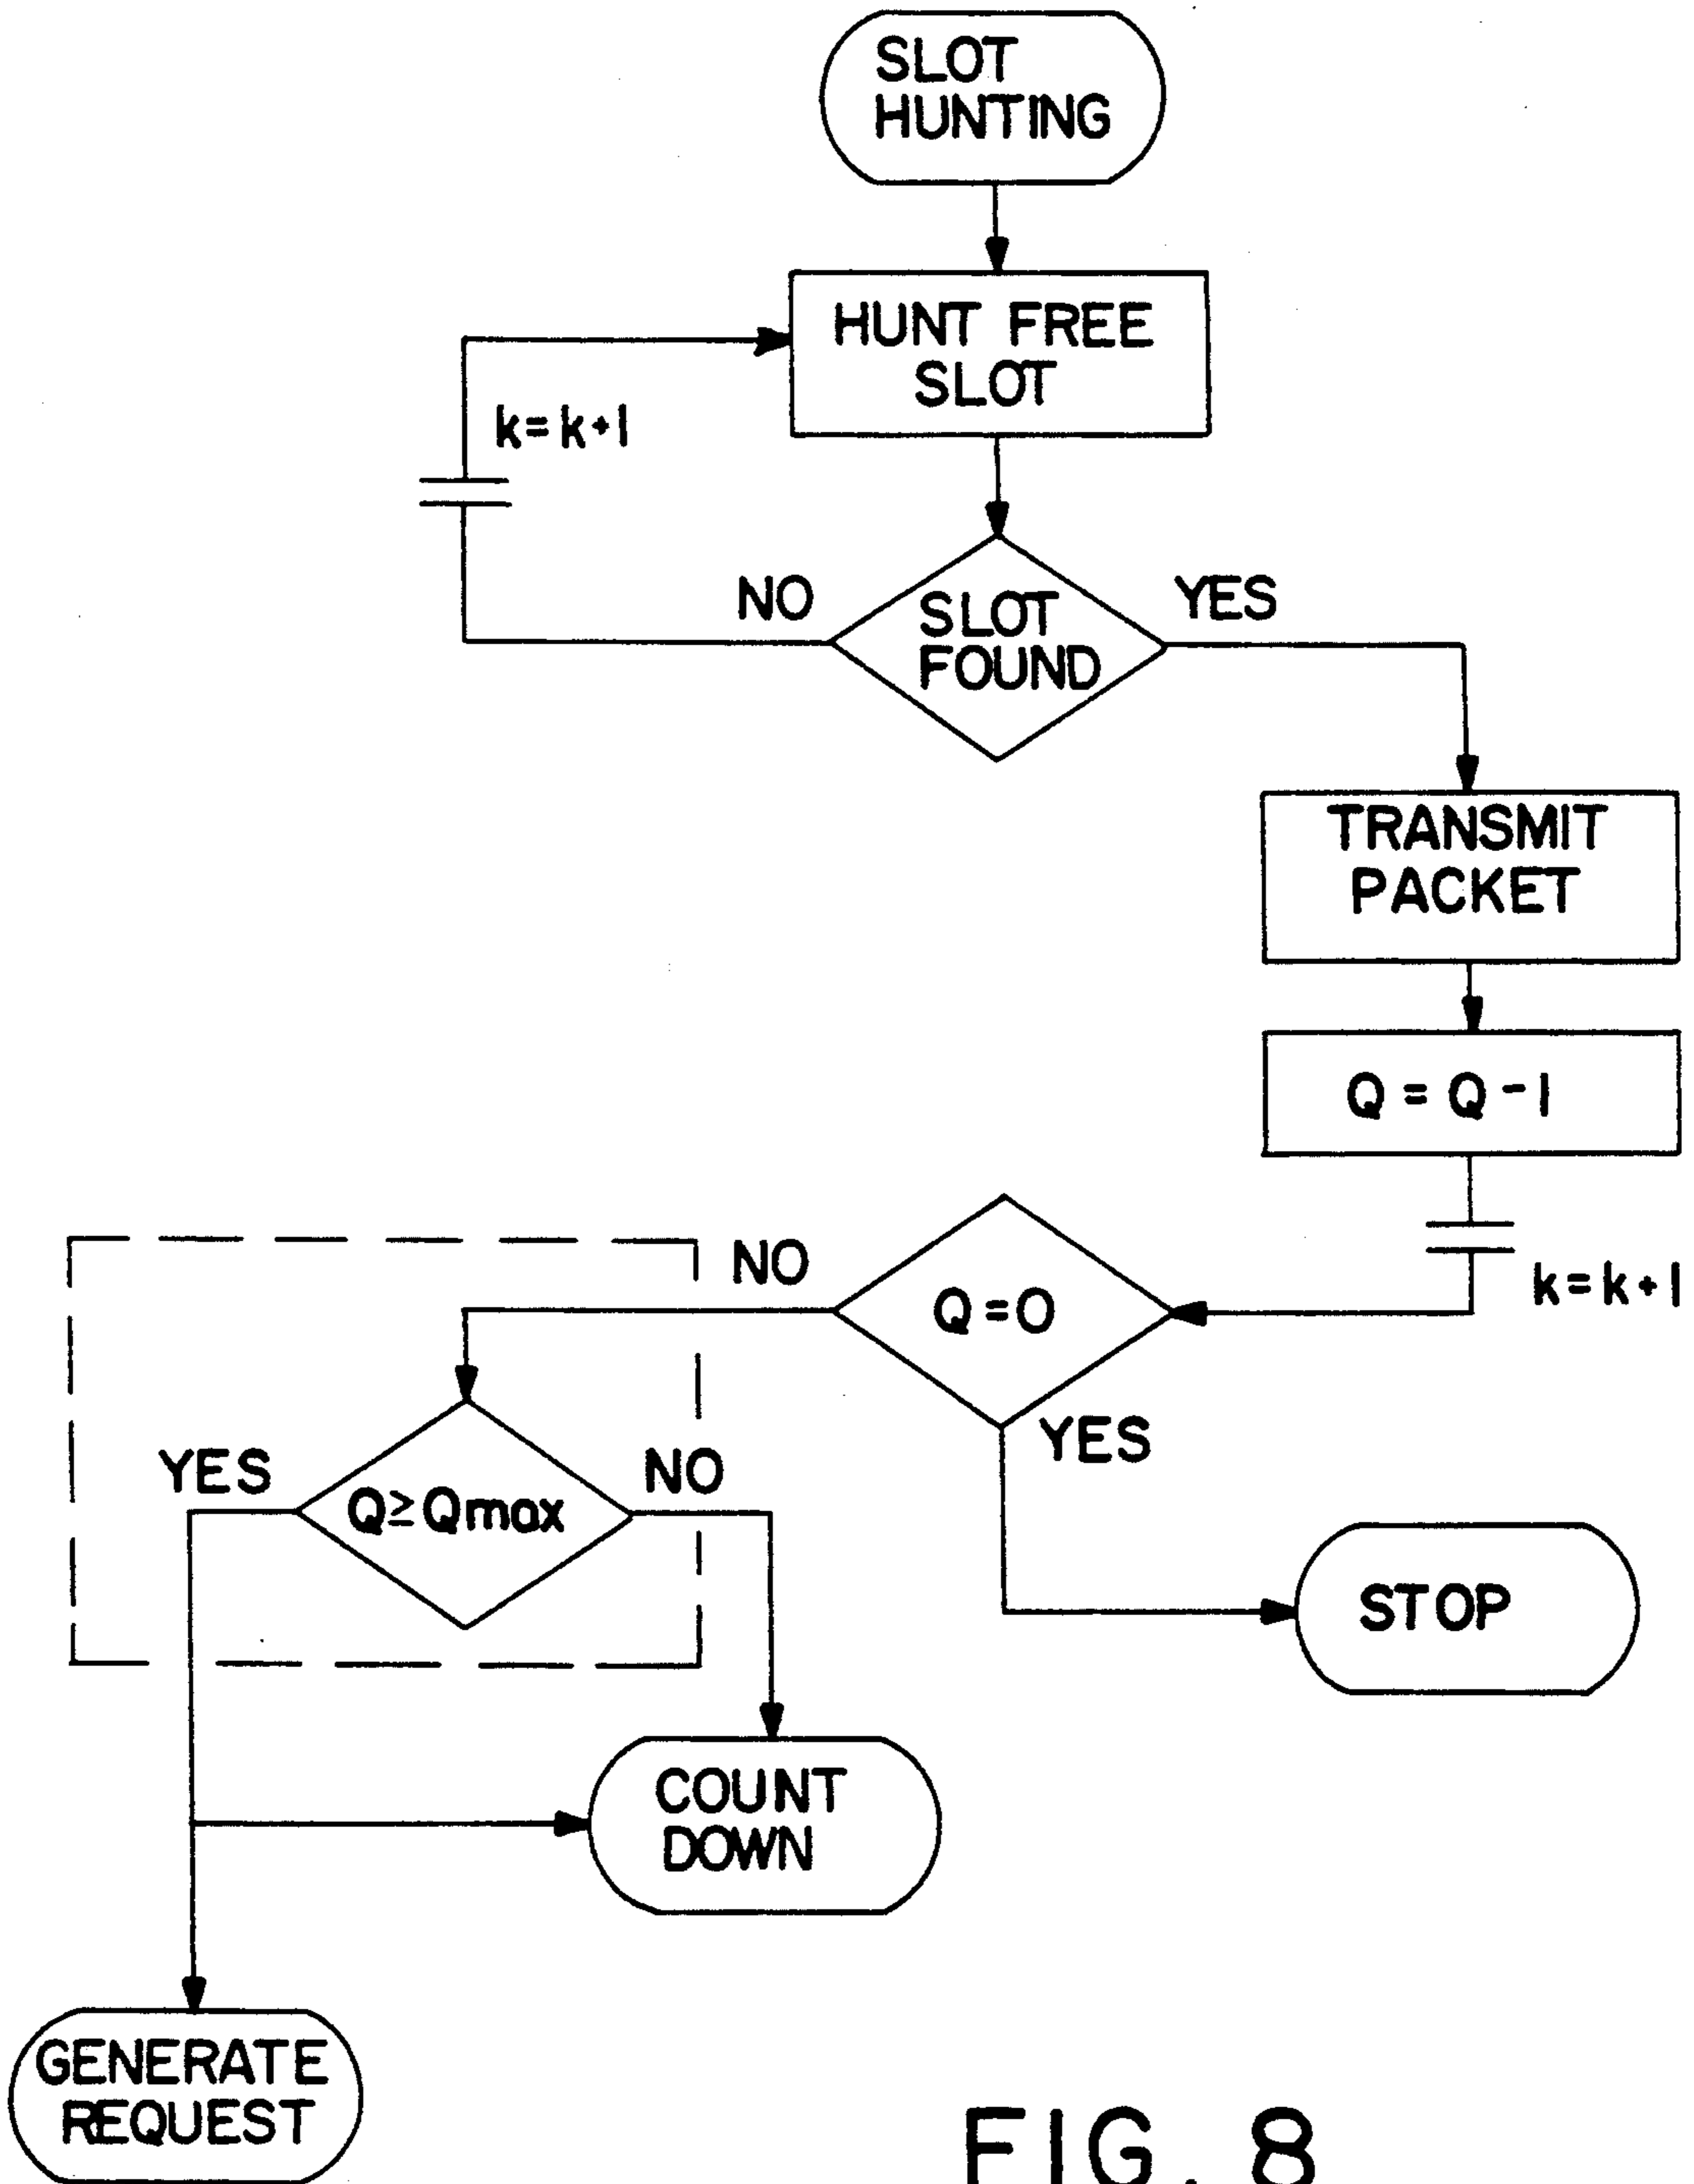 SLOT
HUNTING
HUNT FREE
SLOT
k=k+1
NO
SLOT
FOUND
YES
TRANSMIT
PACKET
Q = Q -1
k=k+1
Q =0
NO
YES
Q≥Qmax
YES
NO
STOP
COUNT
DOWN
GENERATE
REQUEST
FIG. 8